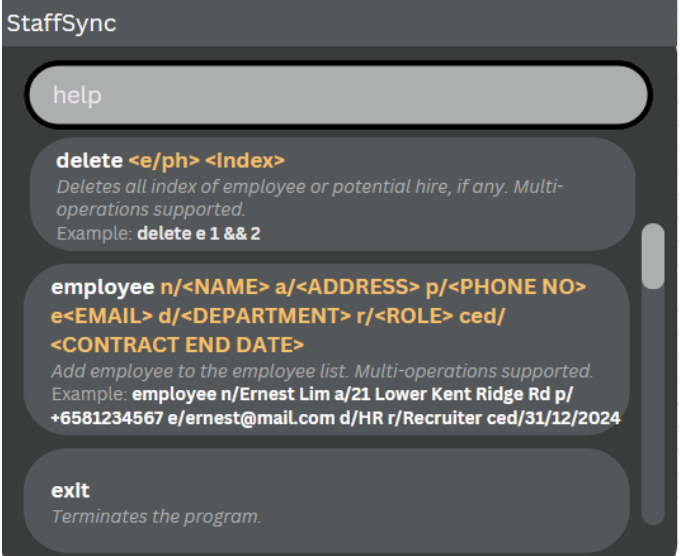 StaffSync
help
delete <e/ph> <Index>
Deletes all index of employee or potential hire, if any. Multi-
operations supported.
Example: delete e 1 && 2
employee n/<NAME> a/<ADDRESS> p/<PHONE NO>
e<EMAIL> d/<DEPARTMENT> r/<ROLE> ced/
<CONTRACT END DATE>
Add employee to the employee list. Multi-operations supported.
Example: employee n/Ernest Lim a/21 Lower Kent Ridge Rd p/
+6581234567 e/ernest@mail.com d/HR r/Recruiter ced/31/12/2024
exit
Terminates the program.